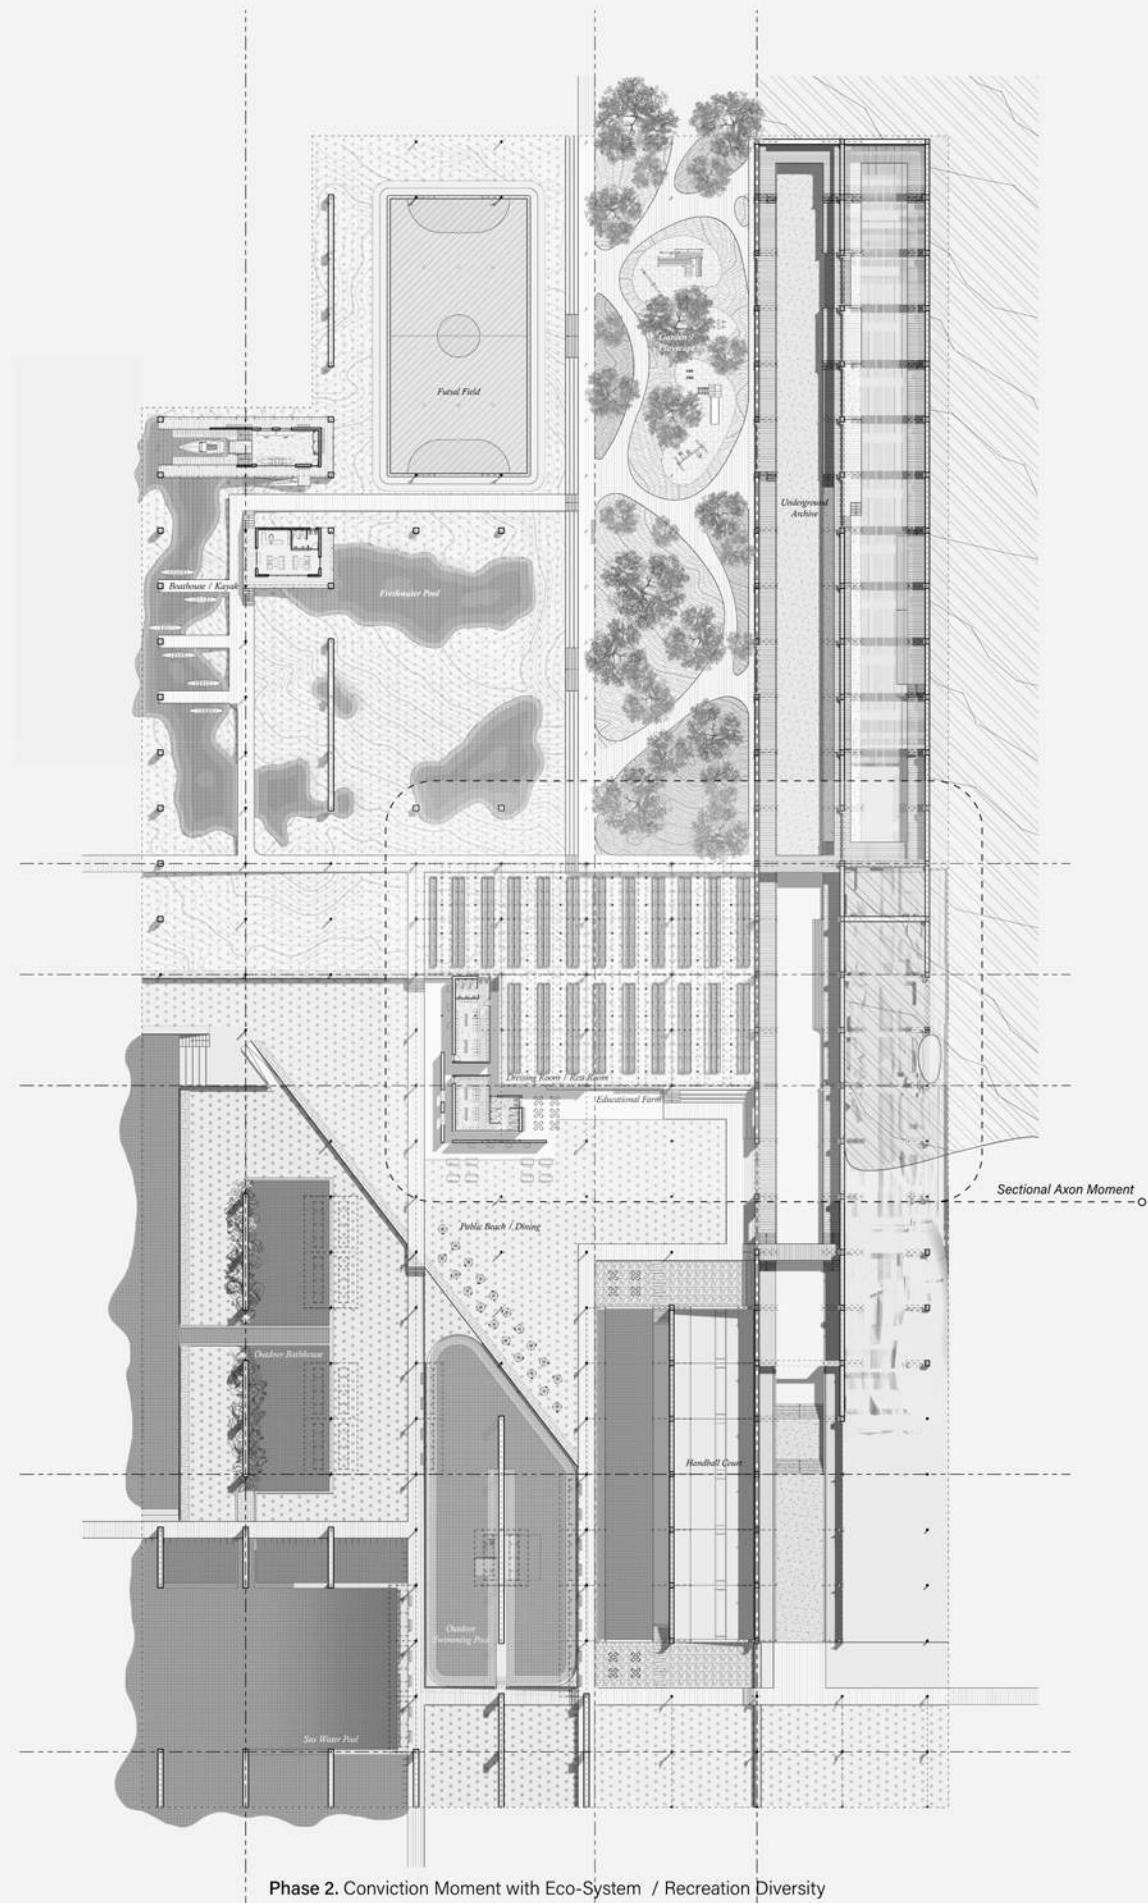 Garden /
Playscape
Futsal Field
Underground
Archive
Boathouse / Kayak
Freshwater Pool
Dressing Room / Rest Room
Educational Farm
Sectional Axon Moment
Public Beach / Dining
Outdoor Bathhouse
Handball Court
Outdoor
Swimming Pool
Sea Water Pool
Phase 2. Conviction Moment with Eco-System / Recreation Diversity